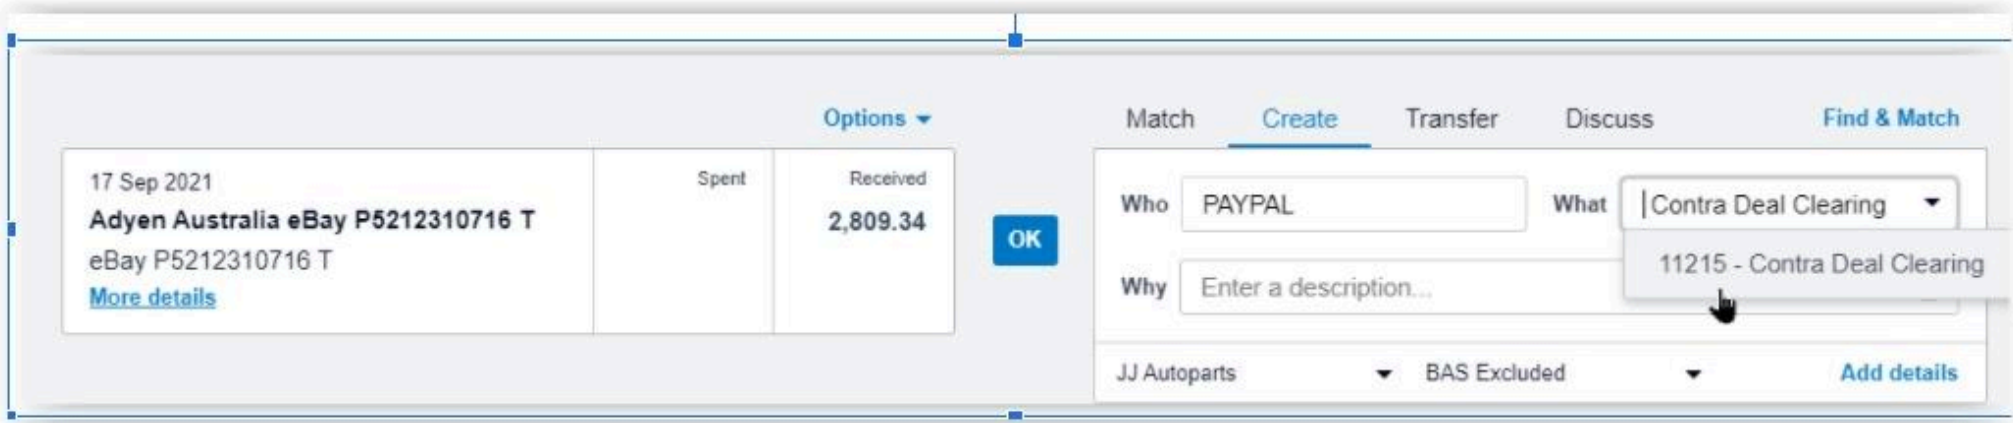 Options
17 Sep 2021
Adyen Australia eBay P5212310716 T
eBay P5212310716 T
More details
Spent
Received
2,809.34
OK
Match Create Transfer Discuss Find & Match
Who PAYPAL What Contra Deal Clearing
11215 - Contra Deal Clearing
Why Enter a description...
JJ Autoparts BAS Excluded Add details